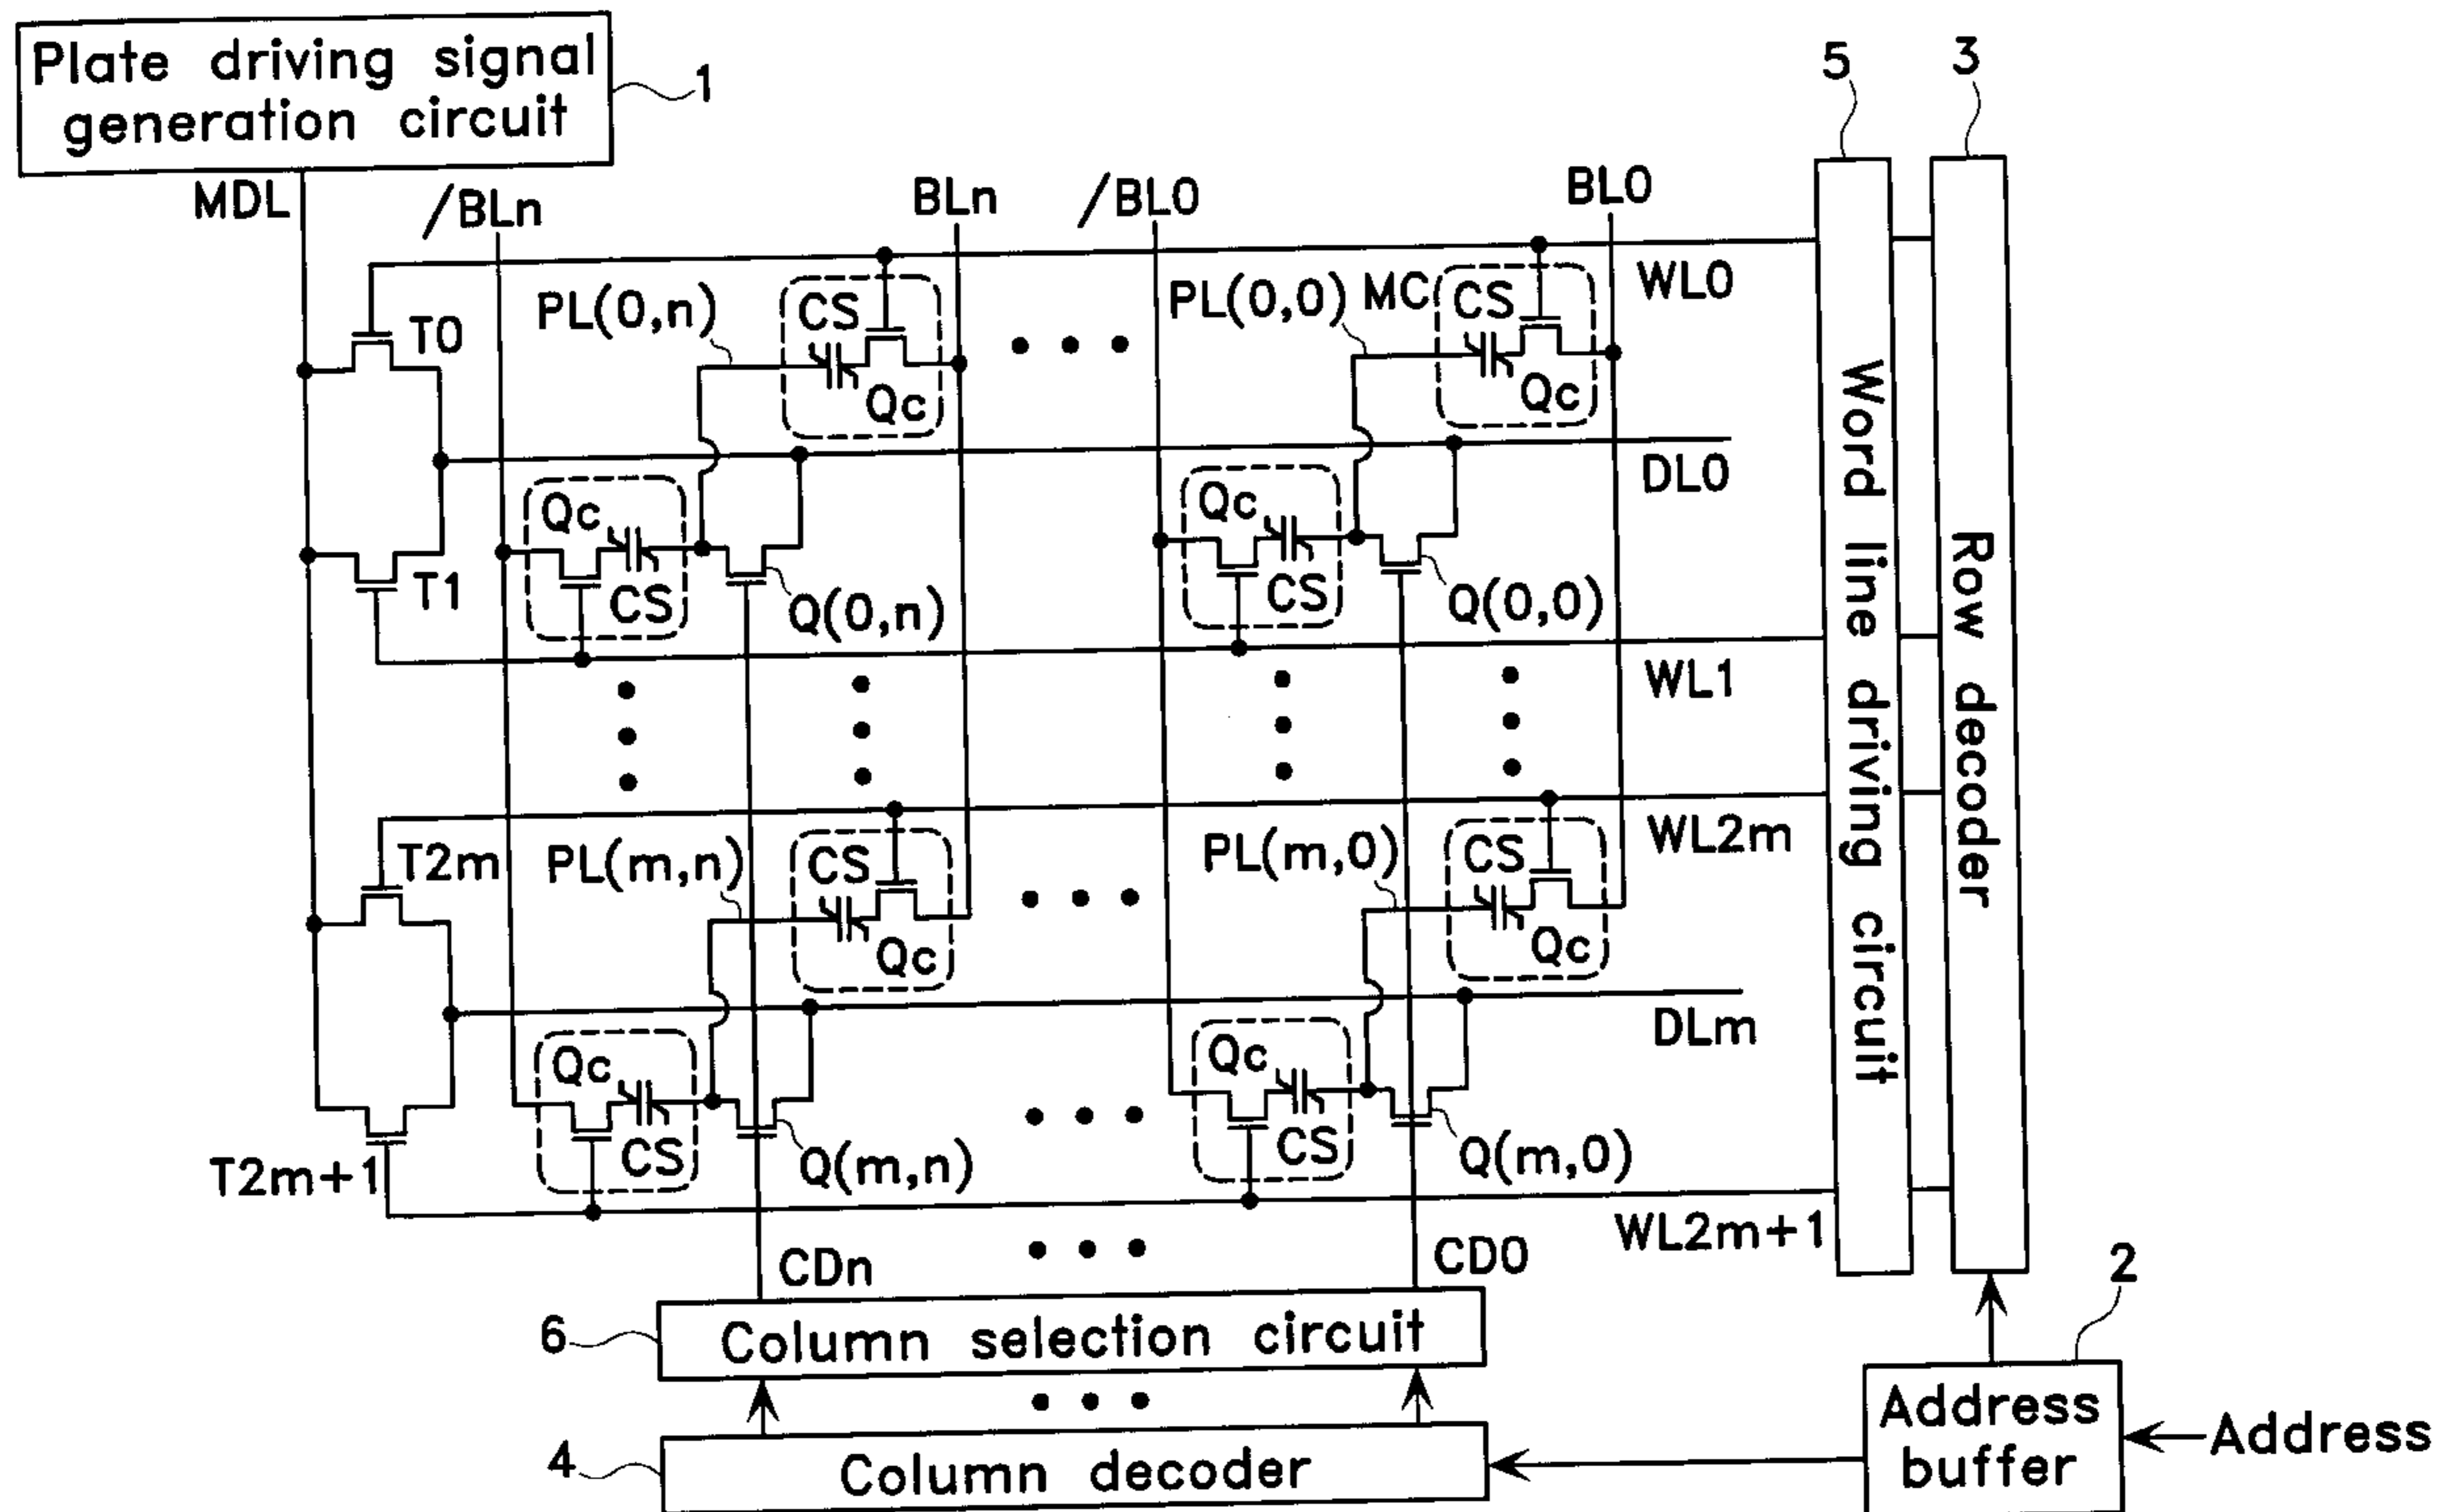 Plate driving signal
generation circuit
1
5
3
MDL
/BLn
BLn
/BL0
BL0
WL0
PL(0,n)
CS
Qc
PL(0,0)
MC
CS
Qc
T0
DL0
Qc
CS
Q(0,n)
Qc
CS
Q(0,0)
T1
WL1
Word line driving circuit
Row decoder
T2m
PL(m,n)
CS
Qc
PL(m,0)
CS
Qc
WL2m
DLm
Qc
CS
Q(m,n)
Qc
CS
Q(m,0)
T2m+1
WL2m+1
CDn
CD0
2
6
Column selection circuit
4
Column decoder
Address
buffer
Address